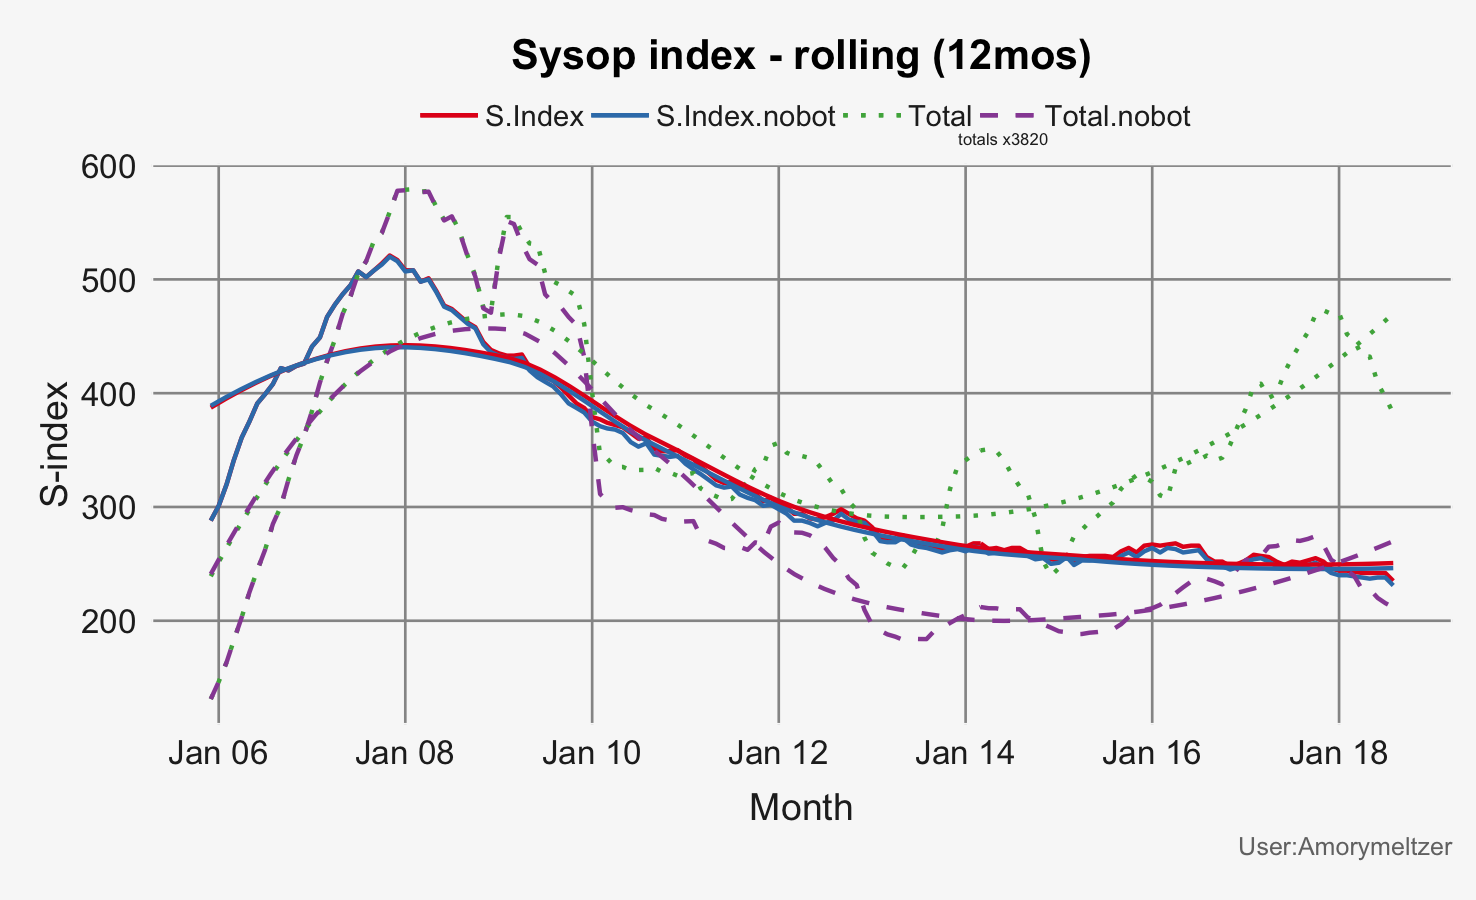 Sysop index - rolling (12mos)
S.Index S.Index.nobot Total Total.nobot
totals x3820
600
500
400
300
200
S-index
Jan 06 Jan 08 Jan 10 Jan 12 Jan 14 Jan 16 Jan 18
Month
User:Amorymeltzer